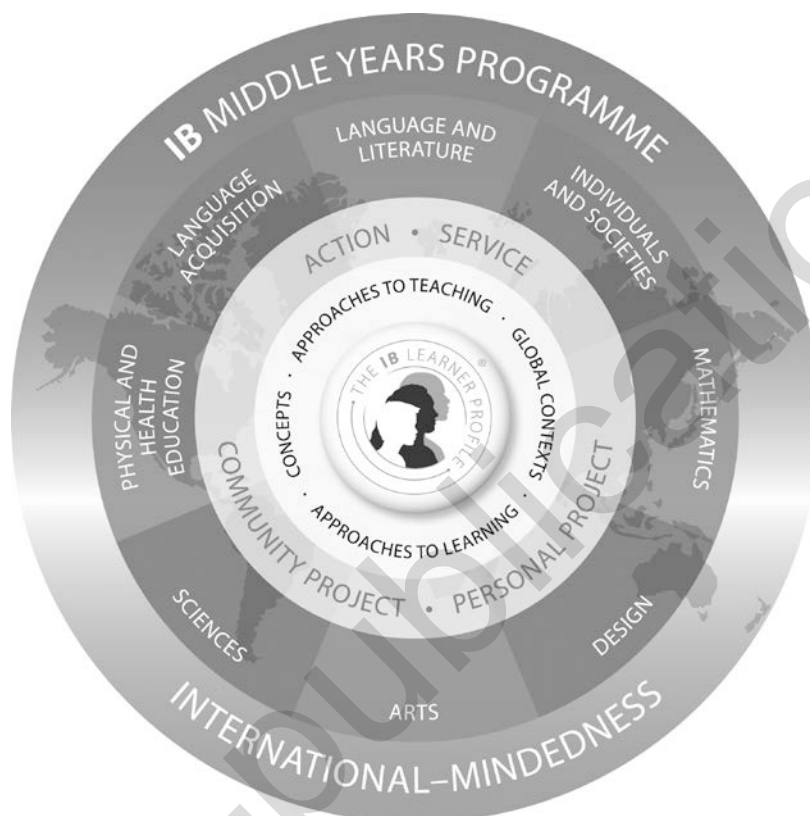 IB MIDDLE YEARS PROGRAMME
LANGUAGE AND
LITERATURE
INDIVIDUALS
AND SOCIETIES
MATHEMATICS
DESIGN
ARTS
SCIENCES
PHYSICAL AND
HEALTH
EDUCATION
LANGUAGE
ACQUISITION
ACTION • SERVICE
PERSONAL PROJECT •
COMMUNITY PROJECT
APPROACHES TO TEACHING •
GLOBAL CONTEXTS •
APPROACHES TO LEARNING •
CONCEPTS •
• THE IB LEARNER PROFILE •
®
INTERNATIONAL–MINDEDNESS
publication